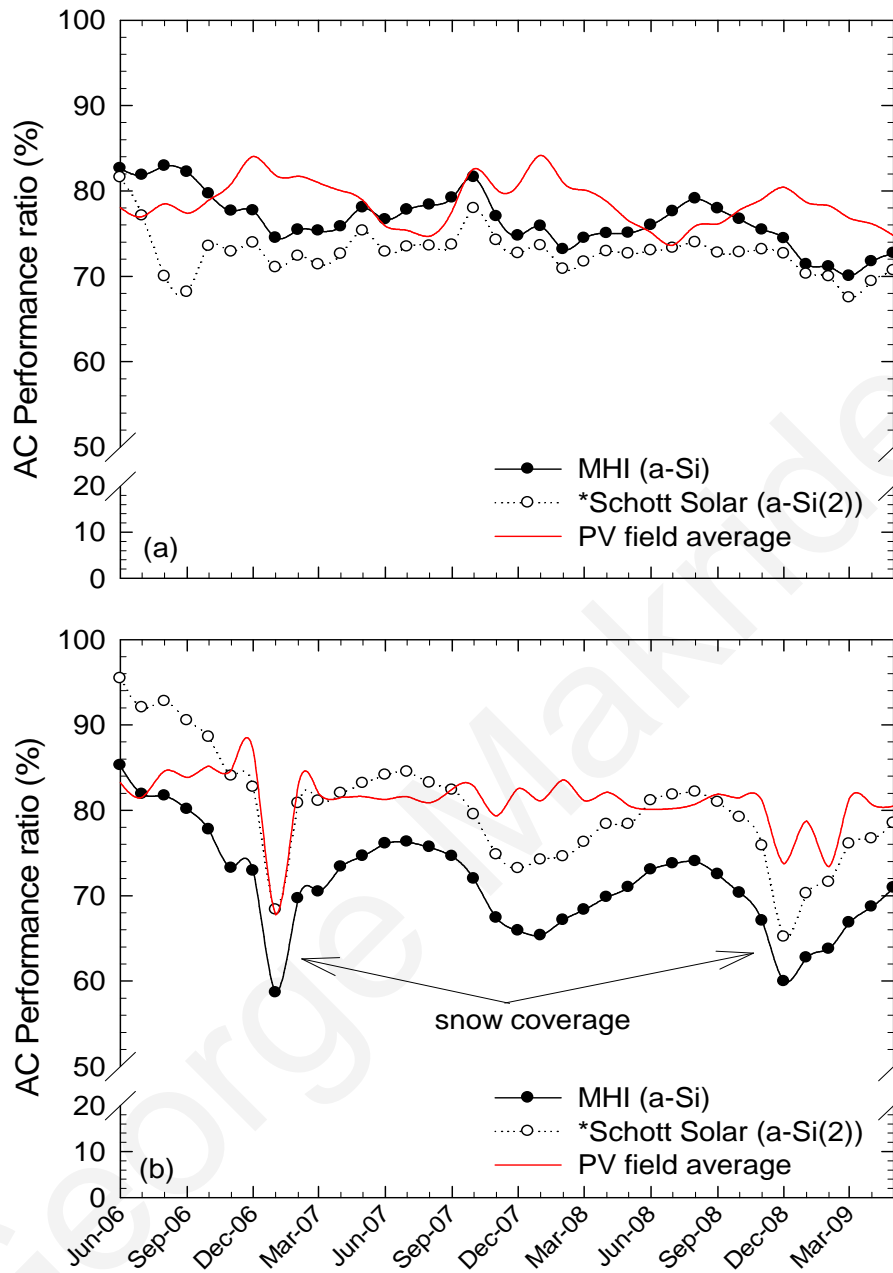 AC Performance ratio (%)
100
90
80
70
60
50
20
10
0
MHI (a-Si)
*Schott Solar (a-Si(2))
PV field average
(a)
AC Performance ratio (%)
100
90
80
70
60
50
20
10
0
snow coverage
MHI (a-Si)
*Schott Solar (a-Si(2))
PV field average
(b)
Jun-06
Sep-06
Dec-06
Mar-07
Jun-07
Sep-07
Dec-07
Mar-08
Jun-08
Sep-08
Dec-08
Mar-09
George Makride